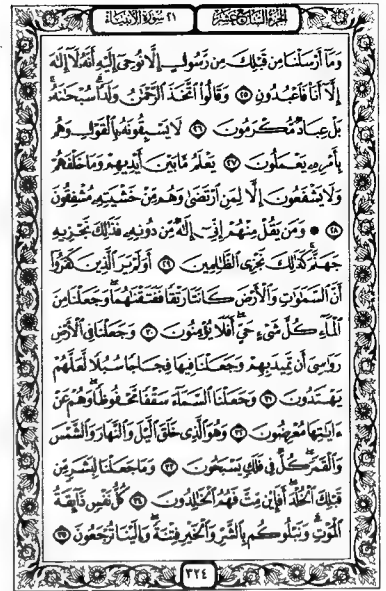 ٢١ سورة الأنبياء الجزء السابع عشر
وَمَآ أَرْسَلْنَا مِن قَبْلِكَ مِن رَّسُولٍ إِلَّا نُوحِىٓ إِلَيْهِ أَنَّهُۥ لَآ إِلَٰهَ
إِلَّآ أَنَا۠ فَٱعْبُدُونِ ٢٥ وَقَالُوا۟ ٱتَّخَذَ ٱلرَّحْمَٰنُ وَلَدًا ۗ سُبْحَٰنَهُۥ ۚ
بَلْ عِبَادٌ مُّكْرَمُونَ ٢٦ لَا يَسْبِقُونَهُۥ بِٱلْقَوْلِ وَهُم
بِأَمْرِهِۦ يَعْمَلُونَ ٢٧ يَعْلَمُ مَا بَيْنَ أَيْدِيهِمْ وَمَا خَلْفَهُمْ
وَلَا يَشْفَعُونَ إِلَّا لِمَنِ ٱرْتَضَىٰ وَهُم مِّنْ خَشْيَتِهِۦ مُشْفِقُونَ
٢٨ ۞ وَمَن يَقُلْ مِنْهُمْ إِنِّىٓ إِلَٰهٌ مِّن دُونِهِۦ فَذَٰلِكَ نَجْزِيهِ
جَهَنَّمَ ۚ كَذَٰلِكَ نَجْزِى ٱلظَّٰلِمِينَ ٢٩ أَوَلَمْ يَرَ ٱلَّذِينَ كَفَرُوٓا۟
أَنَّ ٱلسَّمَٰوَٰتِ وَٱلْأَرْضَ كَانَتَا رَتْقًا فَفَتَقْنَٰهُمَا ۖ وَجَعَلْنَا مِنَ
ٱلْمَآءِ كُلَّ شَىْءٍ حَىٍّ ۖ أَفَلَا يُؤْمِنُونَ ٣٠ وَجَعَلْنَا فِى ٱلْأَرْضِ
رَوَٰسِىَ أَن تَمِيدَ بِهِمْ وَجَعَلْنَا فِيهَا فِجَاجًا سُبُلًا لَّعَلَّهُمْ
يَهْتَدُونَ ٣١ وَجَعَلْنَا ٱلسَّمَآءَ سَقْفًا مَّحْفُوظًا ۖ وَهُمْ عَنْ
ءَايَٰتِهَا مُعْرِضُونَ ٣٢ وَهُوَ ٱلَّذِى خَلَقَ ٱلَّيْلَ وَٱلنَّهَارَ وَٱلشَّمْسَ
وَٱلْقَمَرَ ۖ كُلٌّ فِى فَلَكٍ يَسْبَحُونَ ٣٣ وَمَا جَعَلْنَا لِبَشَرٍ مِّن
قَبْلِكَ ٱلْخُلْدَ ۖ أَفَإِي۟ن مِّتَّ فَهُمُ ٱلْخَٰلِدُونَ ٣٤ كُلُّ نَفْسٍ ذَآئِقَةُ
ٱلْمَوْتِ ۗ وَنَبْلُوكُم بِٱلشَّرِّ وَٱلْخَيْرِ فِتْنَةً ۖ وَإِلَيْنَا تُرْجَعُونَ ٣٥
٣٢٤